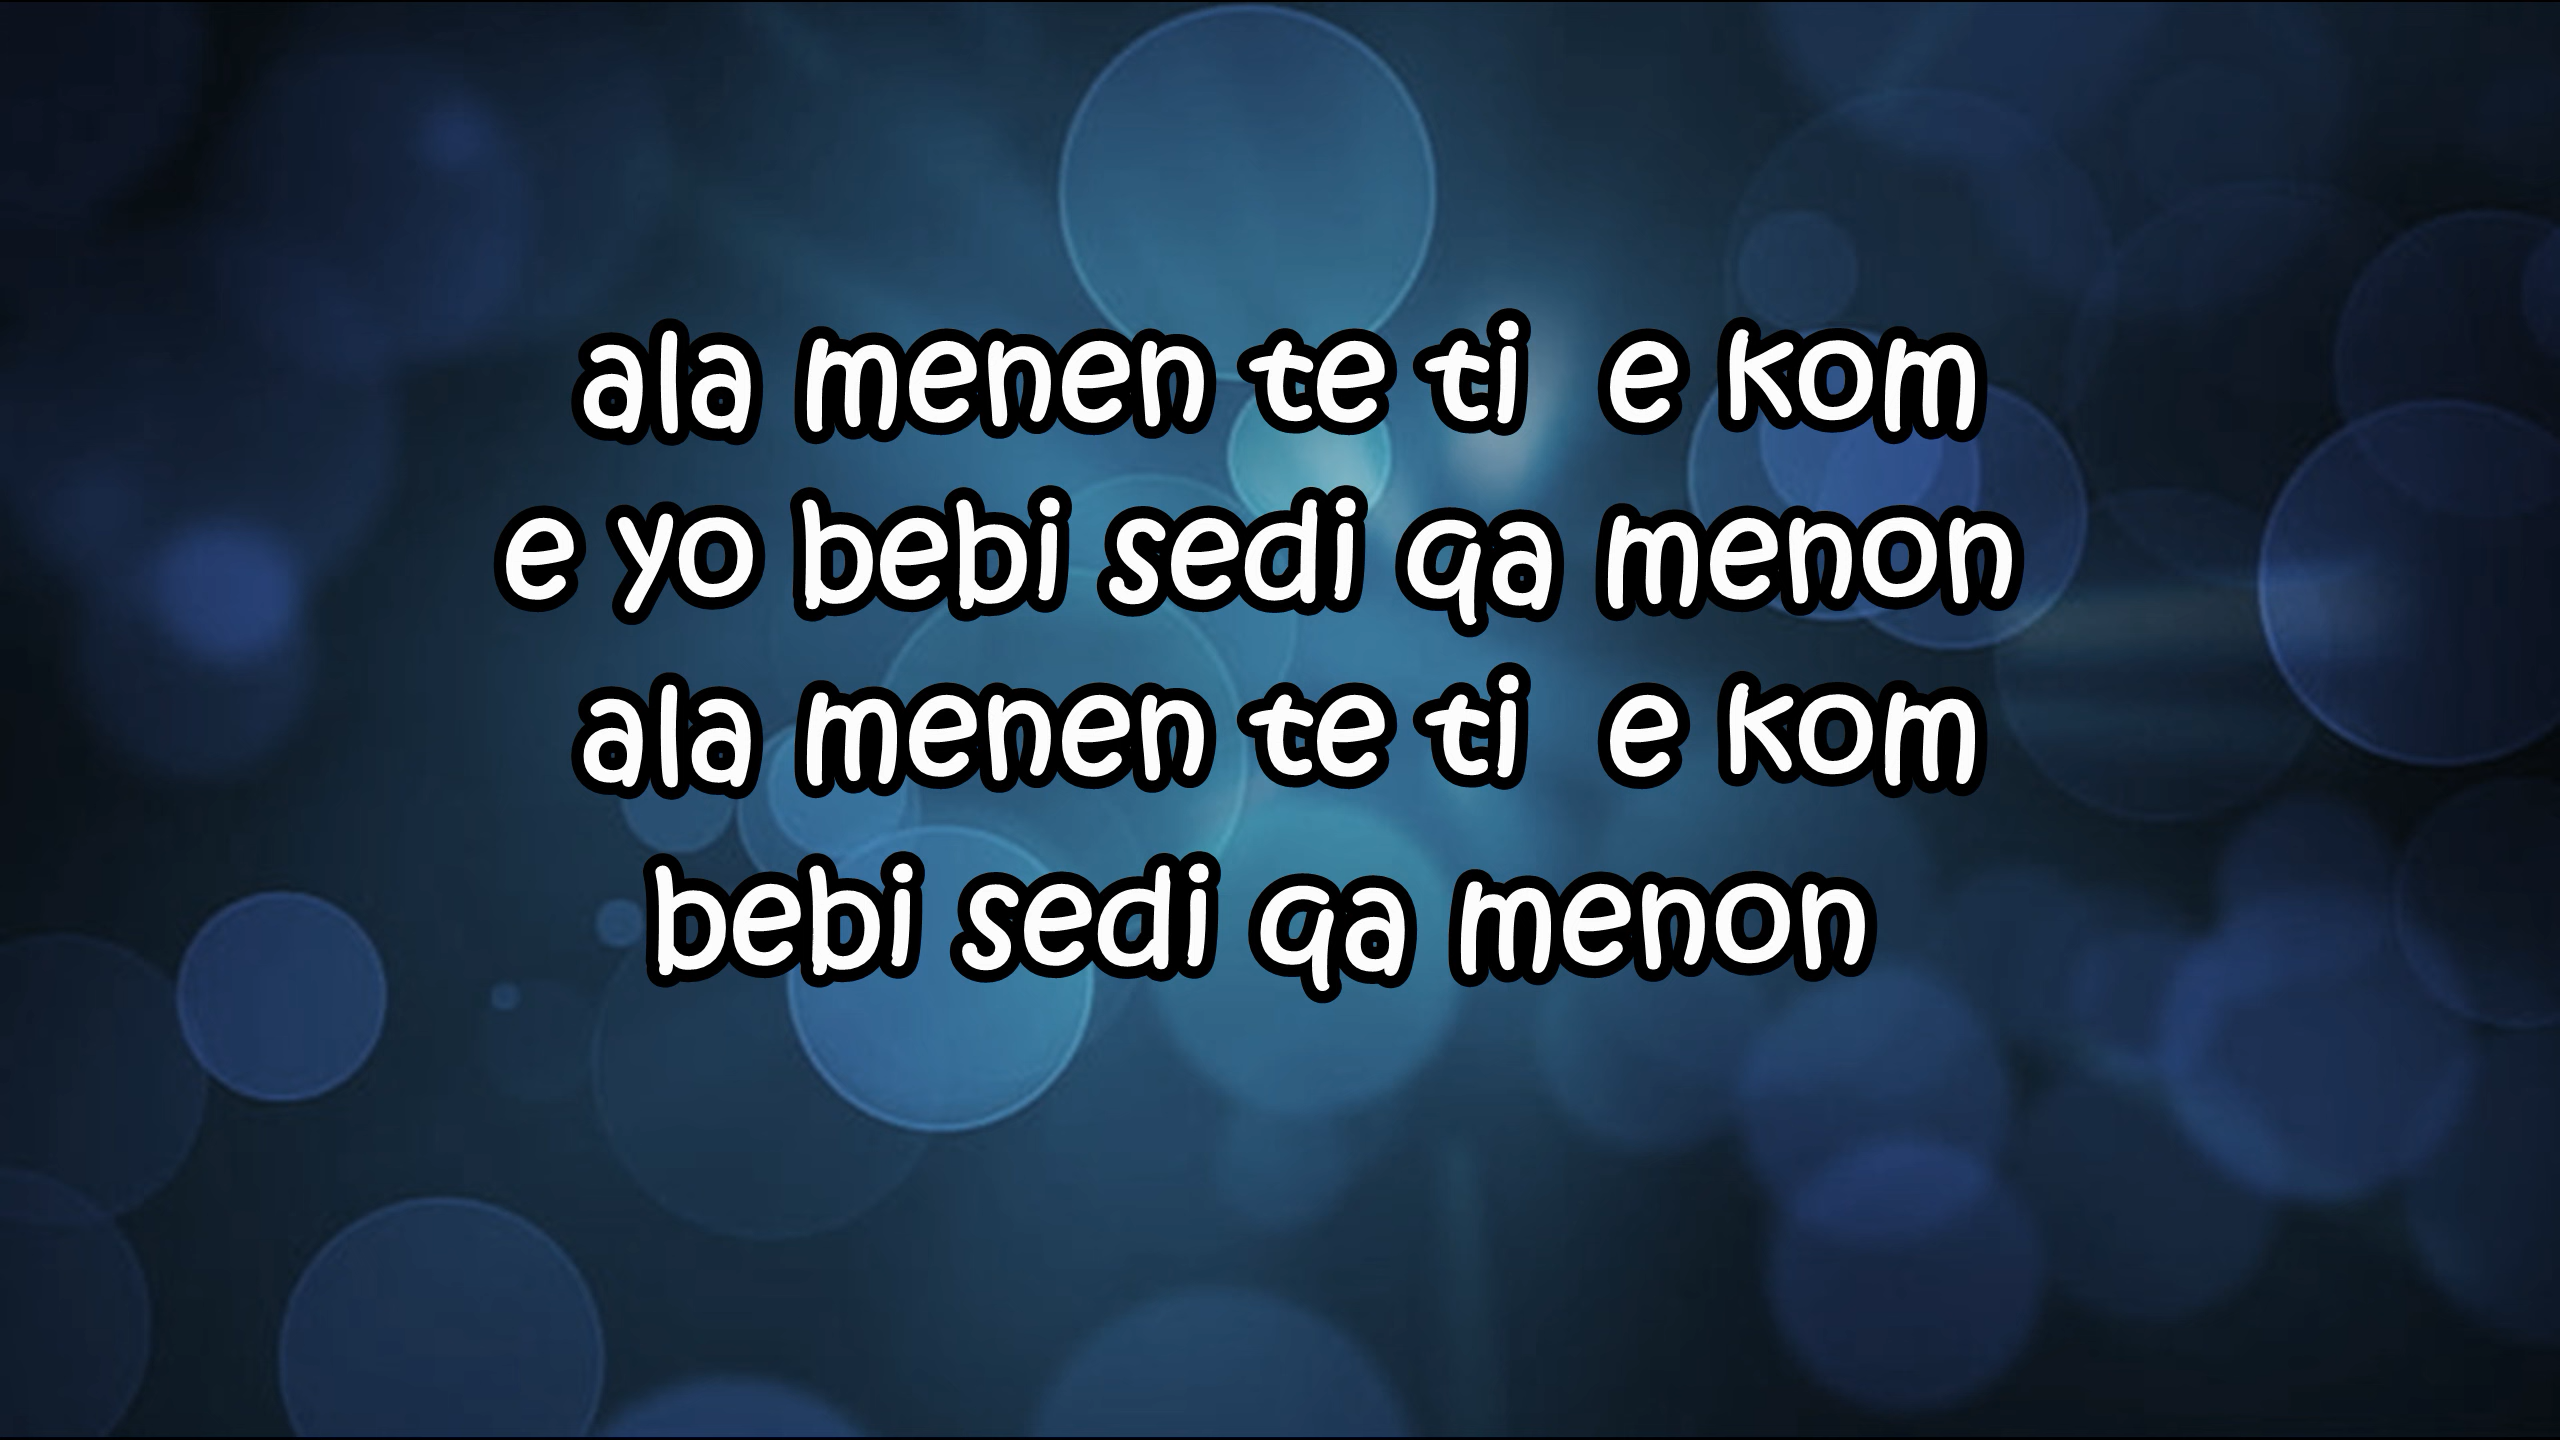 ala menen te ti  e kom
e yo bebi sedi qa menon
ala menen te ti  e kom
bebi sedi qa menon